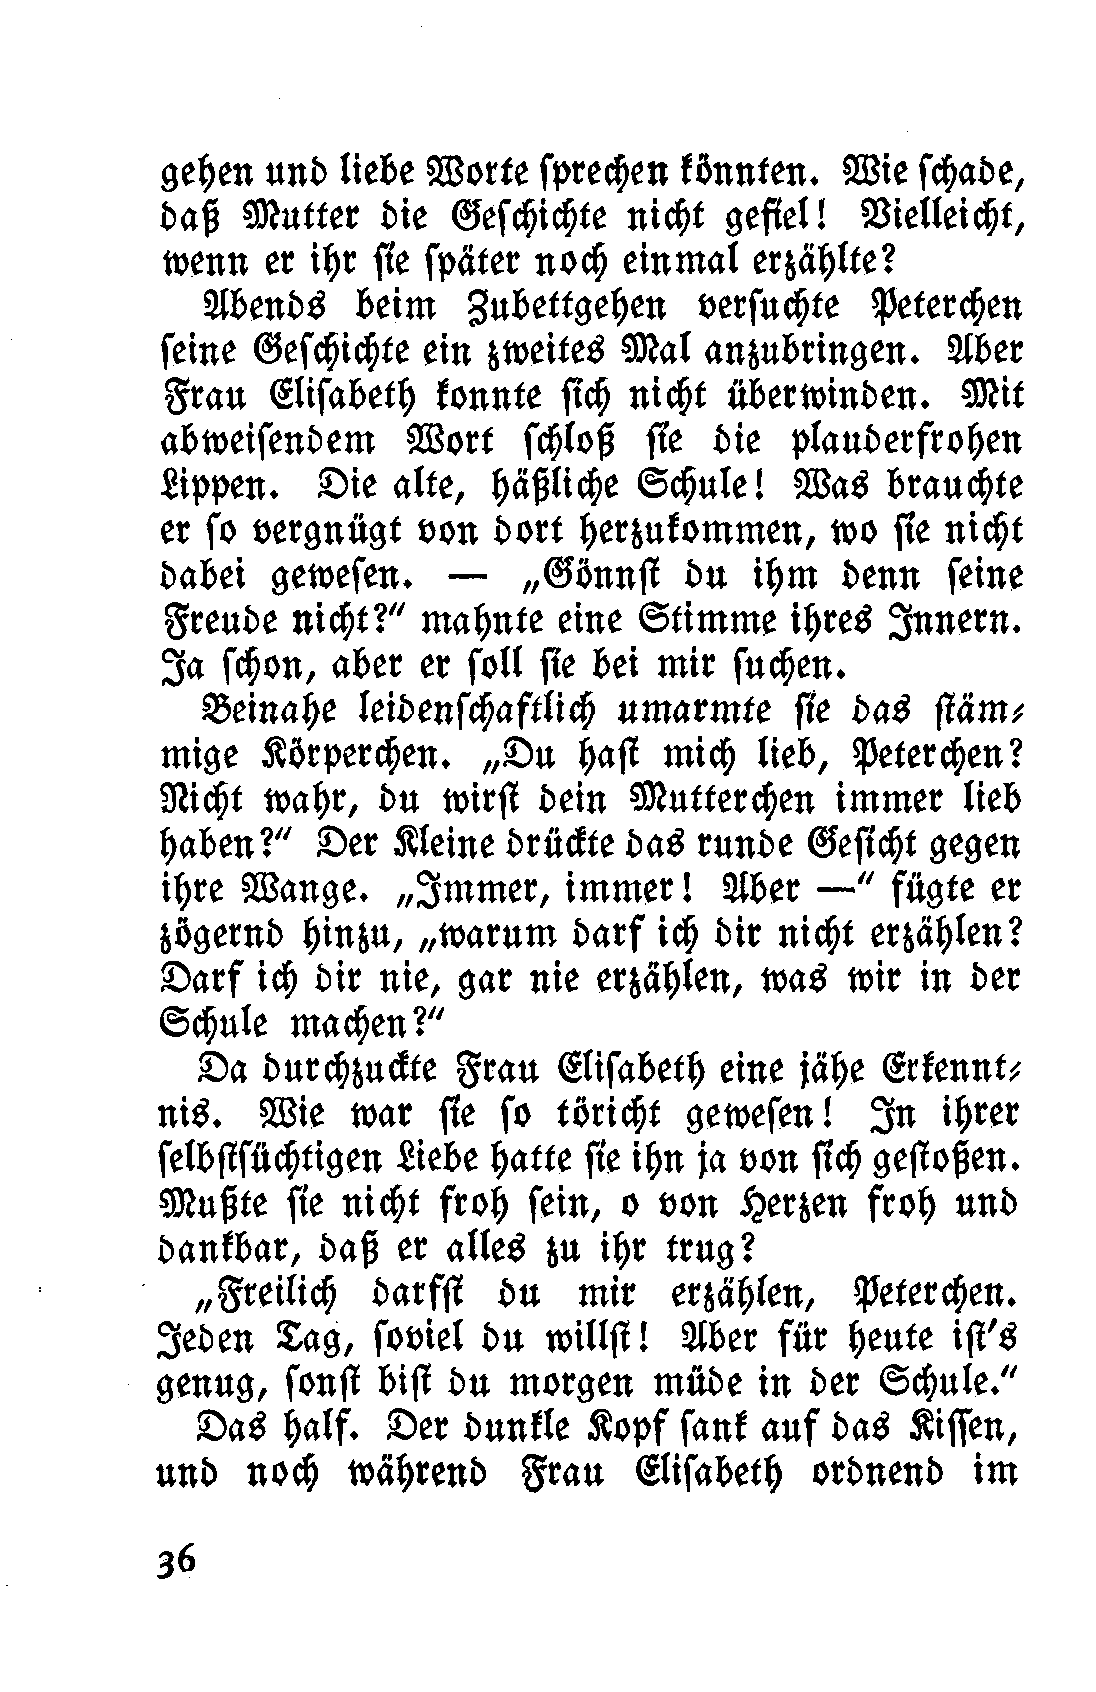 gehen und liebe Worte sprechen könnten. Wie schade,
daß Mutter die Geschichte nicht gefiel! Vielleicht,
wenn er ihr sie später noch einmal erzählte?
Abends beim Zubettgehen versuchte Peterchen
seine Geschichte ein zweites Mal anzubringen. Aber
Frau Elisabeth konnte sich nicht überwinden. Mit
abweisendem Wort schloß sie die plauderfrohen
Lippen. Die alte, häßliche Schule! Was brauchte
er so vergnügt von dort herzukommen, wo sie nicht
dabei gewesen. — „Gönnst du ihm denn seine
Freude nicht?“ mahnte eine Stimme ihres Innern.
Ja schon, aber er soll sie bei mir suchen.
Beinahe leidenschaftlich umarmte sie das stäm-
mige Körperchen. „Du hast mich lieb, Peterchen?
Nicht wahr, du wirst dein Mutterchen immer lieb
haben?“ Der Kleine drückte das runde Gesicht gegen
ihre Wange. „Immer, immer! Aber —“ fügte er
zögernd hinzu, „warum darf ich dir nicht erzählen?
Darf ich dir nie, gar nie erzählen, was wir in der
Schule machen?“
Da durchzuckte Frau Elisabeth eine jähe Erkennt-
nis. Wie war sie so töricht gewesen! In ihrer
selbstsüchtigen Liebe hatte sie ihn ja von sich gestoßen.
Mußte sie nicht froh sein, o von Herzen froh und
dankbar, daß er alles zu ihr trug?
„Freilich darfst du mir erzählen, Peterchen.
Jeden Tag, soviel du willst! Aber für heute ist's
genug, sonst bist du morgen müde in der Schule.“
Das half. Der dunkle Kopf sank auf das Kissen,
und noch während Frau Elisabeth ordnend im
36